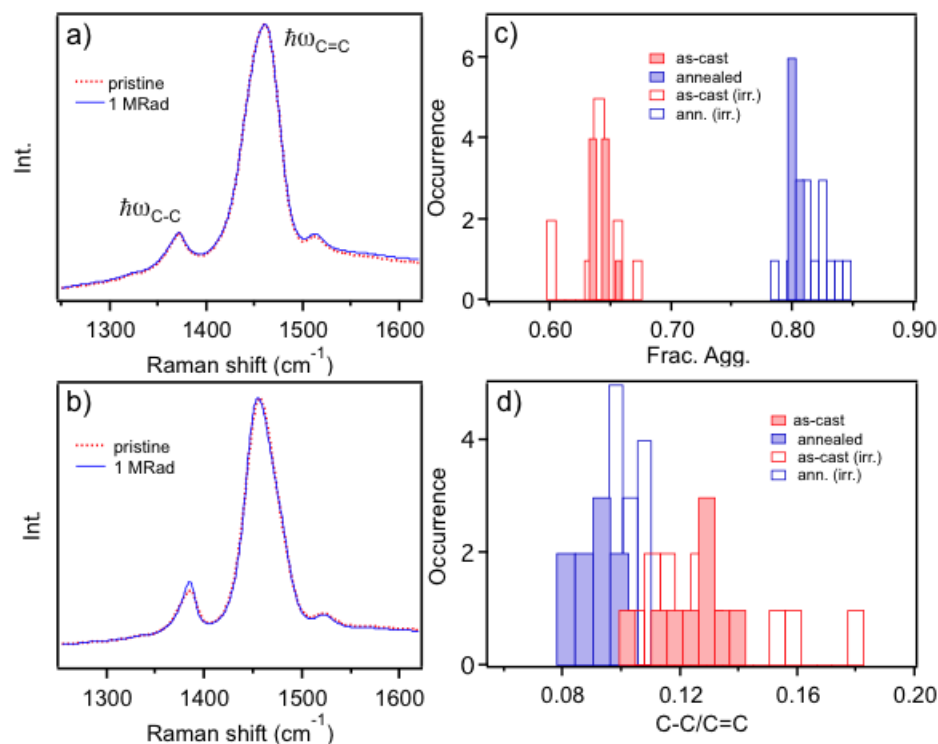 a)
ħω_C=C
pristine
1 MRad
ħω_C-C
Int.
1300 1400 1500 1600
Raman shift (cm⁻¹)
c)
as-cast
annealed
as-cast (irr.)
ann. (irr.)
Occurrence
6
4
2
0
0.60 0.70 0.80 0.90
Frac. Agg.
b)
pristine
1 MRad
Int.
1300 1400 1500 1600
Raman shift (cm⁻¹)
d)
as-cast
annealed
as-cast (irr.)
ann. (irr.)
Occurrence
4
2
0
0.08 0.12 0.16 0.20
C-C/C=C